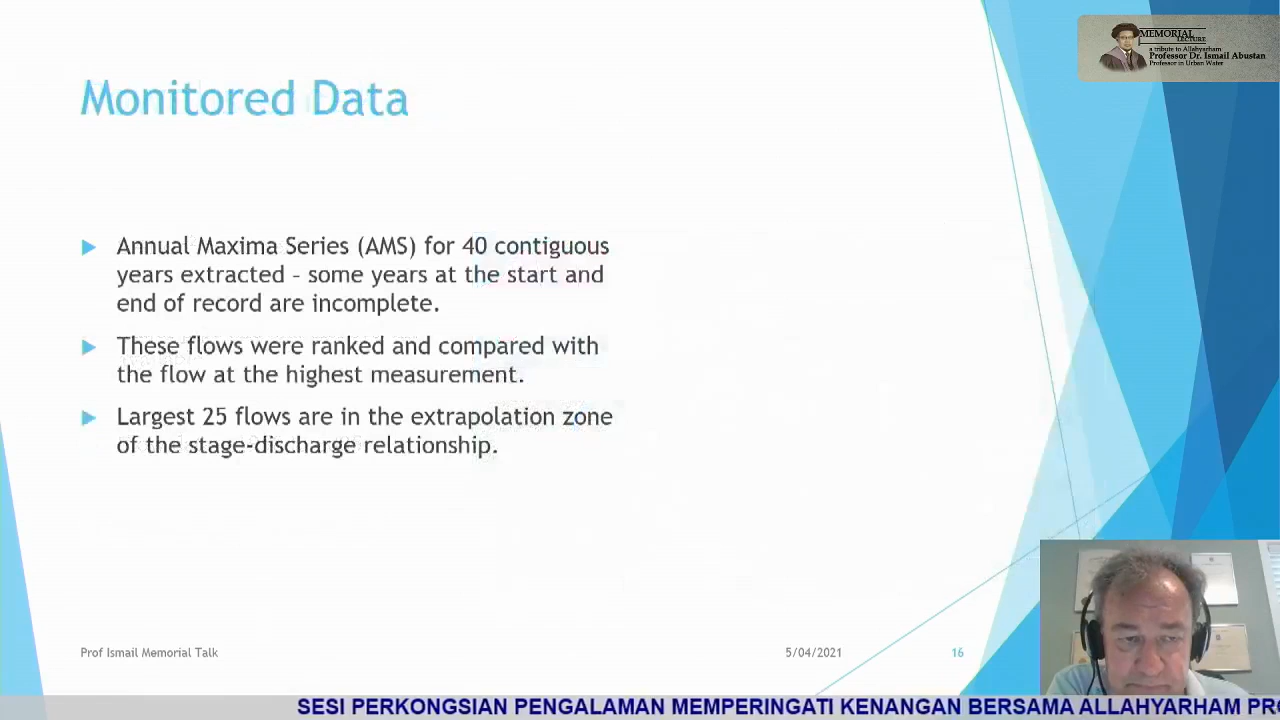 MEMORIAL
LECTURE
a tribute to Allahyarham
Professor Dr. Ismail Abustan
Professor in Urban Water
Monitored Data
Annual Maxima Series (AMS) for 40 contiguous
years extracted – some years at the start and
end of record are incomplete.
These flows were ranked and compared with
the flow at the highest measurement.
Largest 25 flows are in the extrapolation zone
of the stage-discharge relationship.
Prof Ismail Memorial Talk
5/04/2021
16
SESI PERKONGSIAN PENGALAMAN MEMPERINGATI KENANGAN BERSAMA ALLAHYARHAM PR